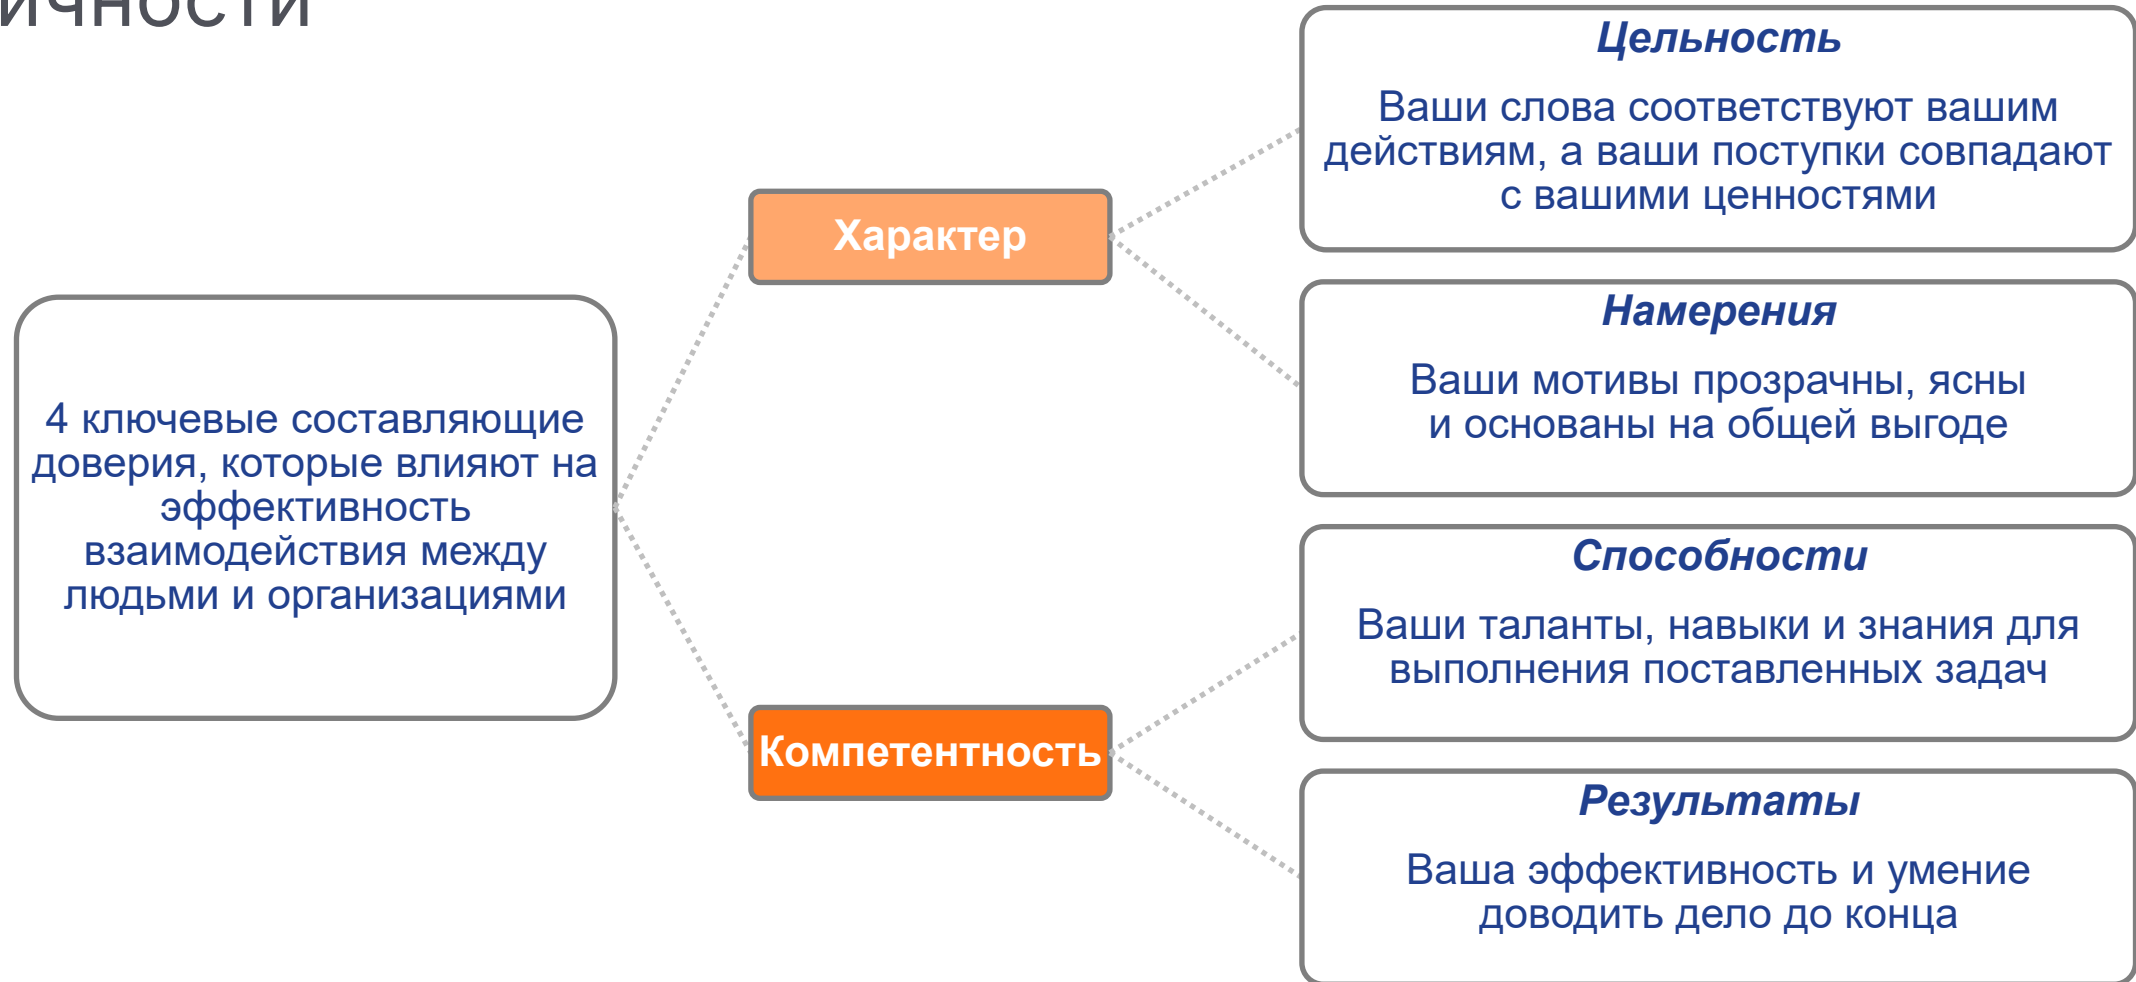 ичности
4 ключевые составляющие
доверия, которые влияют на
эффективность
взаимодействия между
людьми и организациями
Характер
Компетентность
Цельность
Ваши слова соответствуют вашим
действиям, а ваши поступки совпадают
с вашими ценностями
Намерения
Ваши мотивы прозрачны, ясны
и основаны на общей выгоде
Способности
Ваши таланты, навыки и знания для
выполнения поставленных задач
Результаты
Ваша эффективность и умение
доводить дело до конца